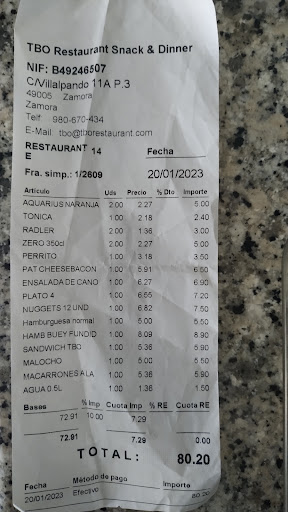 TBO Restaurant Snack & Dinner
NIF: B49246507
C/Villalpando 11A P.3
49005 Zamora
Zamora
Telf: 980-670-434
E-Mail: tbo@tborestaurant.com
RESTAURANT 14
E
Fecha
Fra. simp.: 1/2609 20/01/2023
Artículo Uds Precio % Dto Importe
AQUARIUS NARANJA 2.00 2.27 5.00
TONICA 1.00 2.18 2.40
RADLER 2.00 1.36 3.00
ZERO 350cl 2.00 2.27 5.00
PERRITO 1.00 3.18 3.50
PAT CHEESEBACON 1.00 5.91 6.50
ENSALADA DE CANO 1.00 6.27 6.90
PLATO 4 1.00 6.55 7.20
NUGGETS 12 UND 1.00 6.82 7.50
Hamburguesa normal 1.00 5.00 5.50
HAMB BUEY FUNDID 1.00 8.09 8.90
SANDWICH TBO 1.00 5.36 5.90
MALOCHO 1.00 5.00 5.50
MACARRONES A LA 1.00 5.36 5.90
AGUA 0.5L 1.00 1.36 1.50
Bases % Imp Cuota Imp % RE Cuota RE
72.91 10.00 7.29
72.91 7.29 0.00
TOTAL: 80.20
Fecha Método de pago Importe
20/01/2023 Efectivo 80.20